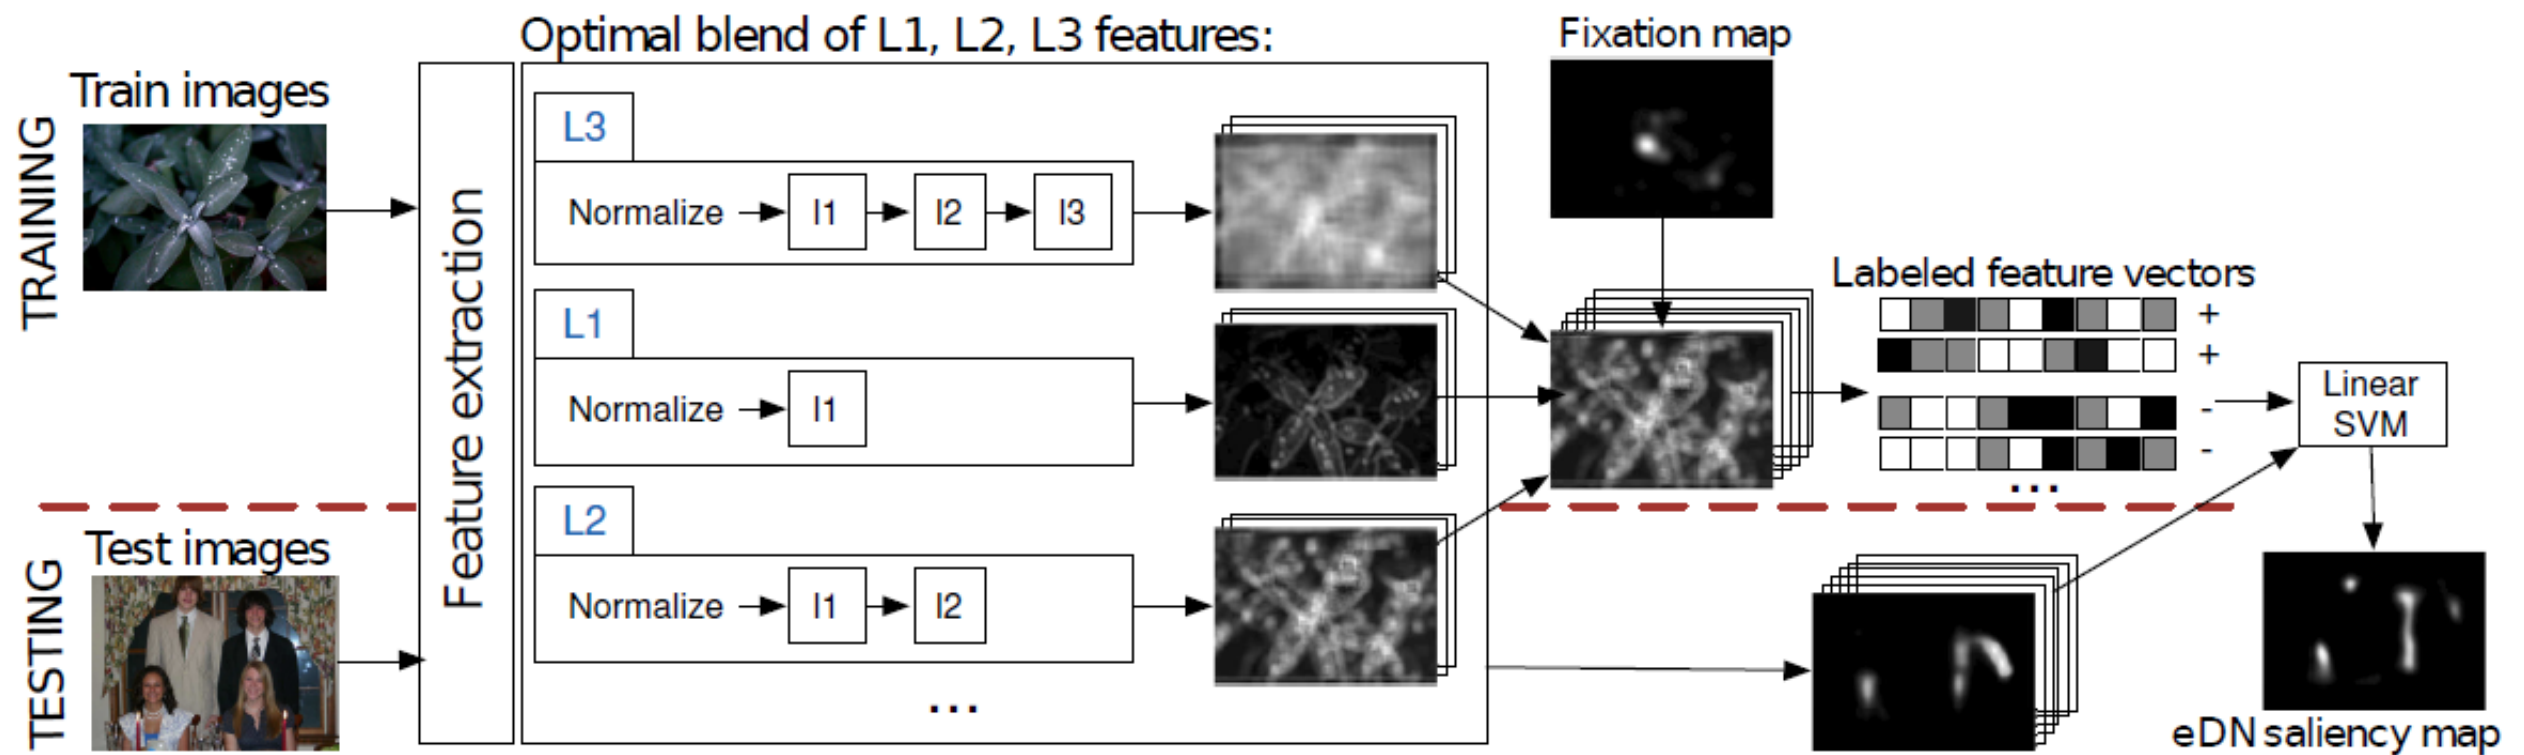 Optimal blend of L1, L2, L3 features:
Fixation map
Train images
TRAINING
Feature extraction
L3
Normalize
l1
l2
l3
L1
Normalize
l1
L2
Normalize
l1
l2
...
Labeled feature vectors
+
+
-
-
...
Linear
SVM
TESTING
Test images
eDN saliency map